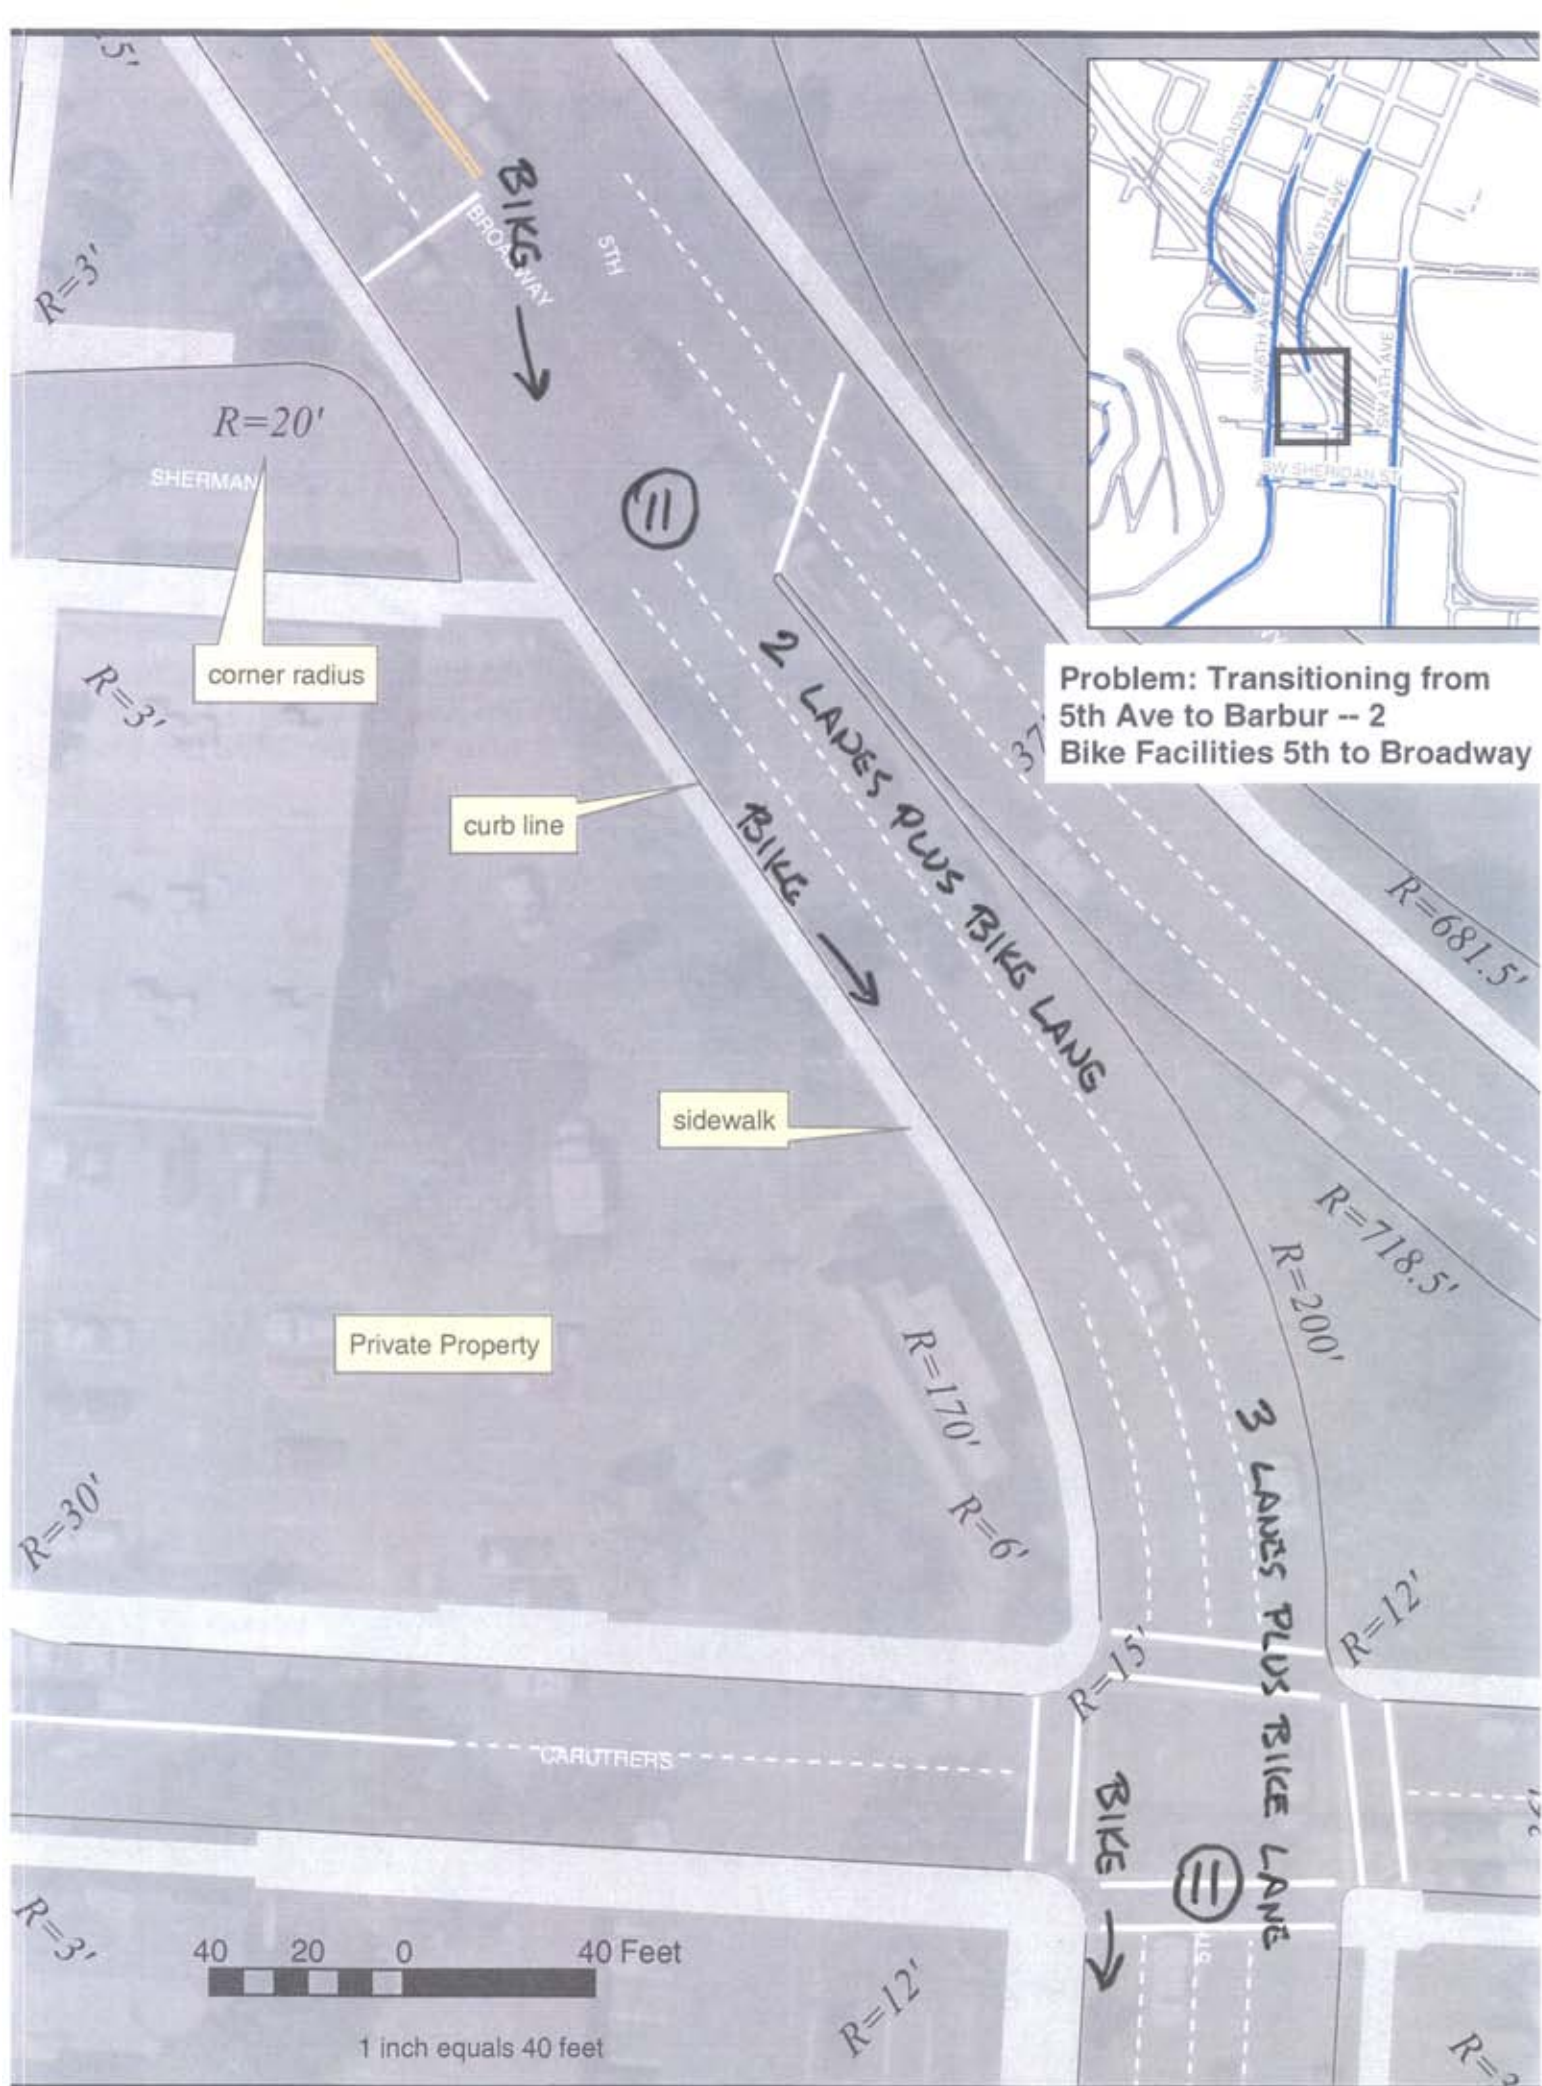 .5'
R=3'
BIKE
BROADWAY
5TH
R=20'
SHERMAN
corner radius
R=3'
SW BROADWAY
SW 5TH AVE
SW 6TH AVE
SW 4TH AVE
SW SHERIDAN ST
Problem: Transitioning from
5th Ave to Barbur -- 2
Bike Facilities 5th to Broadway
11
2 LANES PLUS BIKE LANE
37
curb line
BIKE
R=681.5'
sidewalk
R=718.5'
R=200'
Private Property
R=170'
R=6'
3 LANES PLUS BIKE LANE
R=30'
R=12'
R=15'
CARUTHERS
BIKE
11
R=3'
40 20 0 40 Feet
1 inch equals 40 feet
R=12'